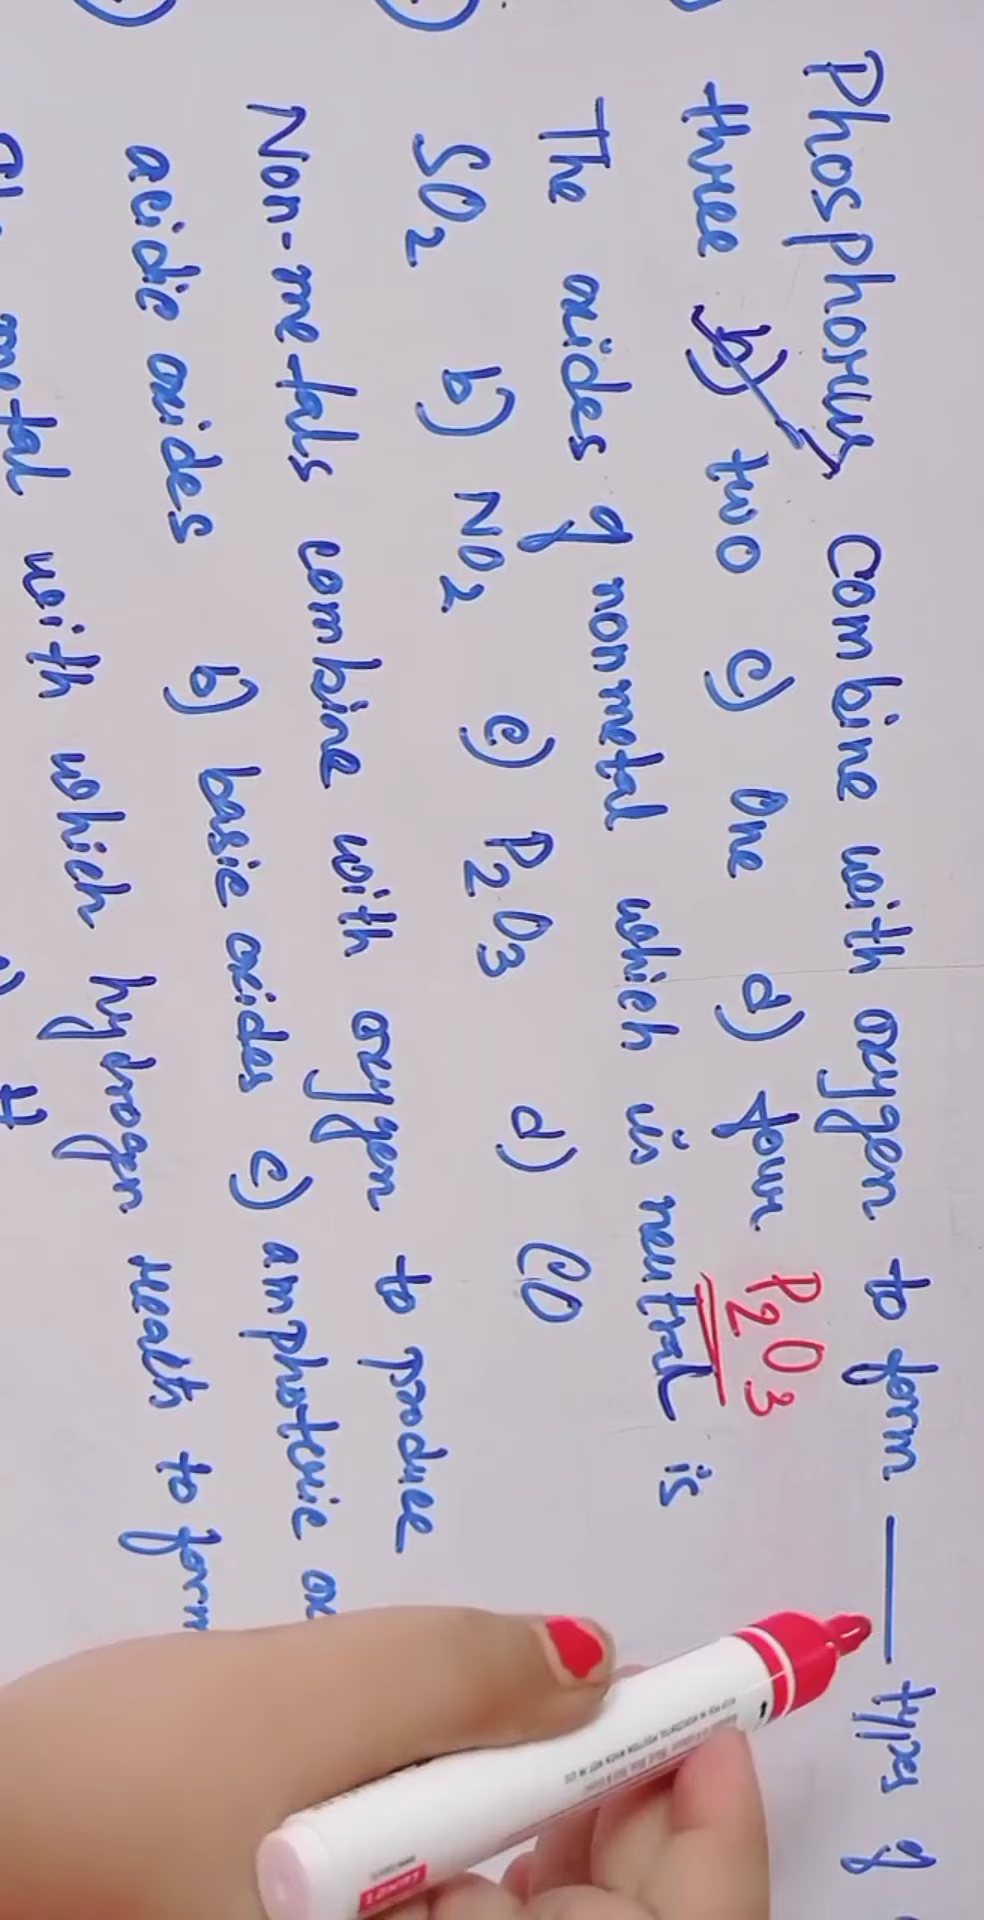 Phosphorus combine with oxygen to form ___ types of
three b) two c) one d) four P2O3
The oxides of nonmetal which is neutral is
SO2 b) NO2 c) P2O3 d) CO
Non-metals combine with oxygen to produce
acidic oxides b) basic oxides c) amphoteric ox
metal with which hydrogen reacts to form